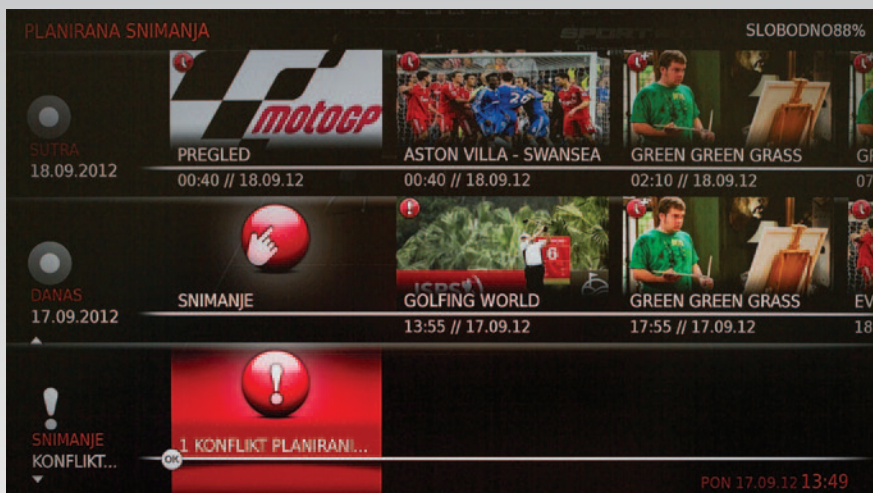 PLANIRANA SNIMANJA
SLOBODNO88%
motoGP
PREGLED
00:40 // 18.09.12
ASTON VILLA - SWANSEA
00:40 // 18.09.12
GREEN GREEN GRASS
02:10 // 18.09.12
07
SUTRA
18.09.2012
SNIMANJE
GOLFING WORLD
13:55 // 17.09.12
GREEN GREEN GRASS
17:55 // 17.09.12
EV
18
DANAS
17.09.2012
1 KONFLIKT PLANIRANI...
SNIMANJE
KONFLIKT...
OK
PON 17.09.12 13:49